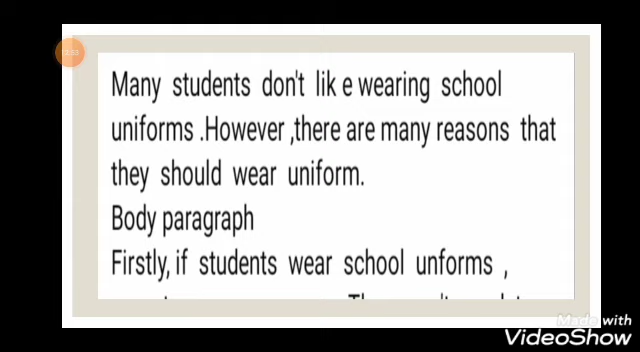 Many students don't lik e wearing school
uniforms .However ,there are many reasons that
they should wear uniform.
Body paragraph
Firstly, if students wear school unforms ,
Made with
VideoShow